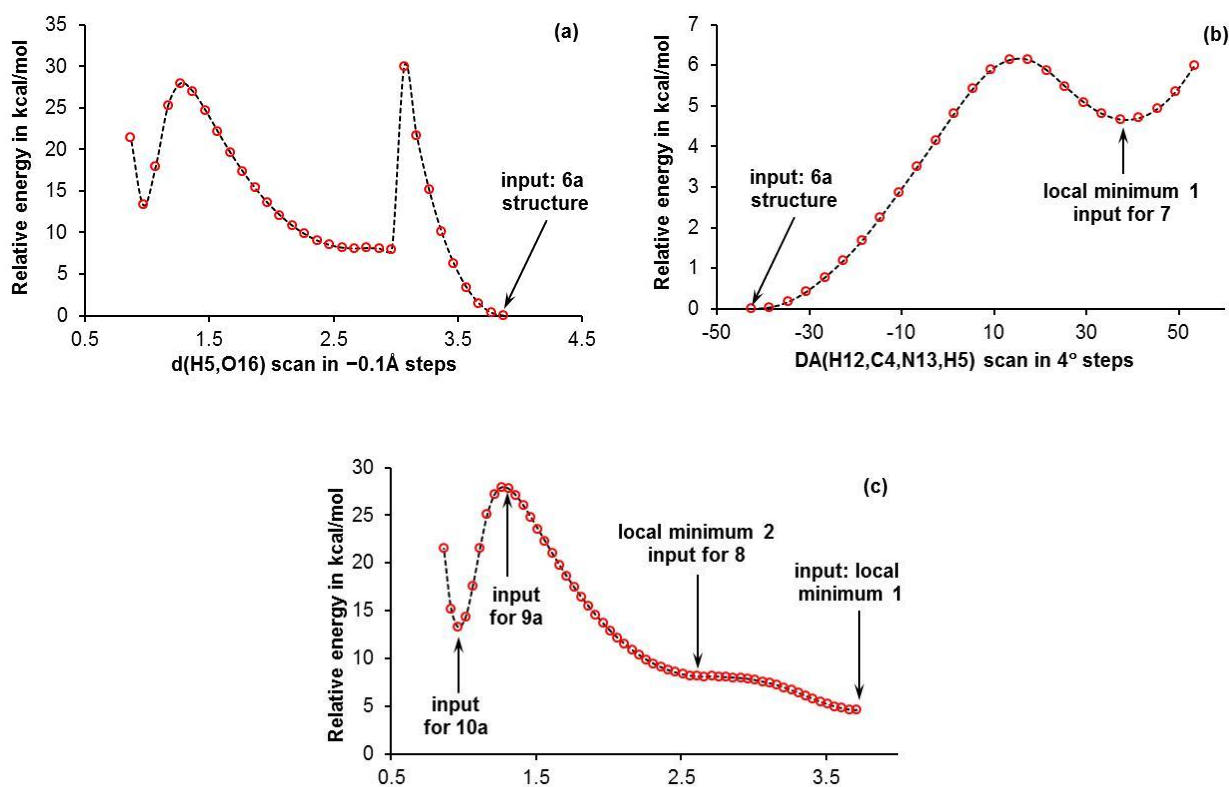 (a)
Relative energy in kcal/mol
35
30
25
20
15
10
5
0
input: 6a
structure
0.5
1.5
2.5
3.5
4.5
d(H5,O16) scan in −0.1Å steps
(b)
Relative energy in kcal/mol
7
6
5
4
3
2
1
0
input: 6a
structure
local minimum 1
input for 7
-50
-30
-10
10
30
50
DA(H12,C4,N13,H5) scan in 4° steps
(c)
Relative energy in kcal/mol
30
25
20
15
10
5
0
local minimum 2
input for 8
input: local
minimum 1
input
for 9a
input
for 10a
0.5
1.5
2.5
3.5